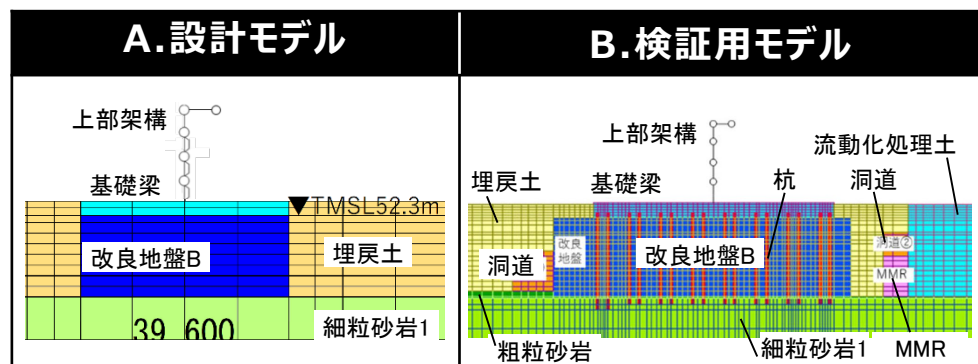 A.設計モデル
上部架構
基礎梁
▼TMSL52.3m
改良地盤B
埋戻土
39 600
細粒砂岩1
B.検証用モデル
上部架構
流動化処理土
埋戻土
基礎梁
杭
洞道
改良
地盤
改良地盤B
洞道②
洞道
MMR
粗粒砂岩
細粒砂岩1
MMR